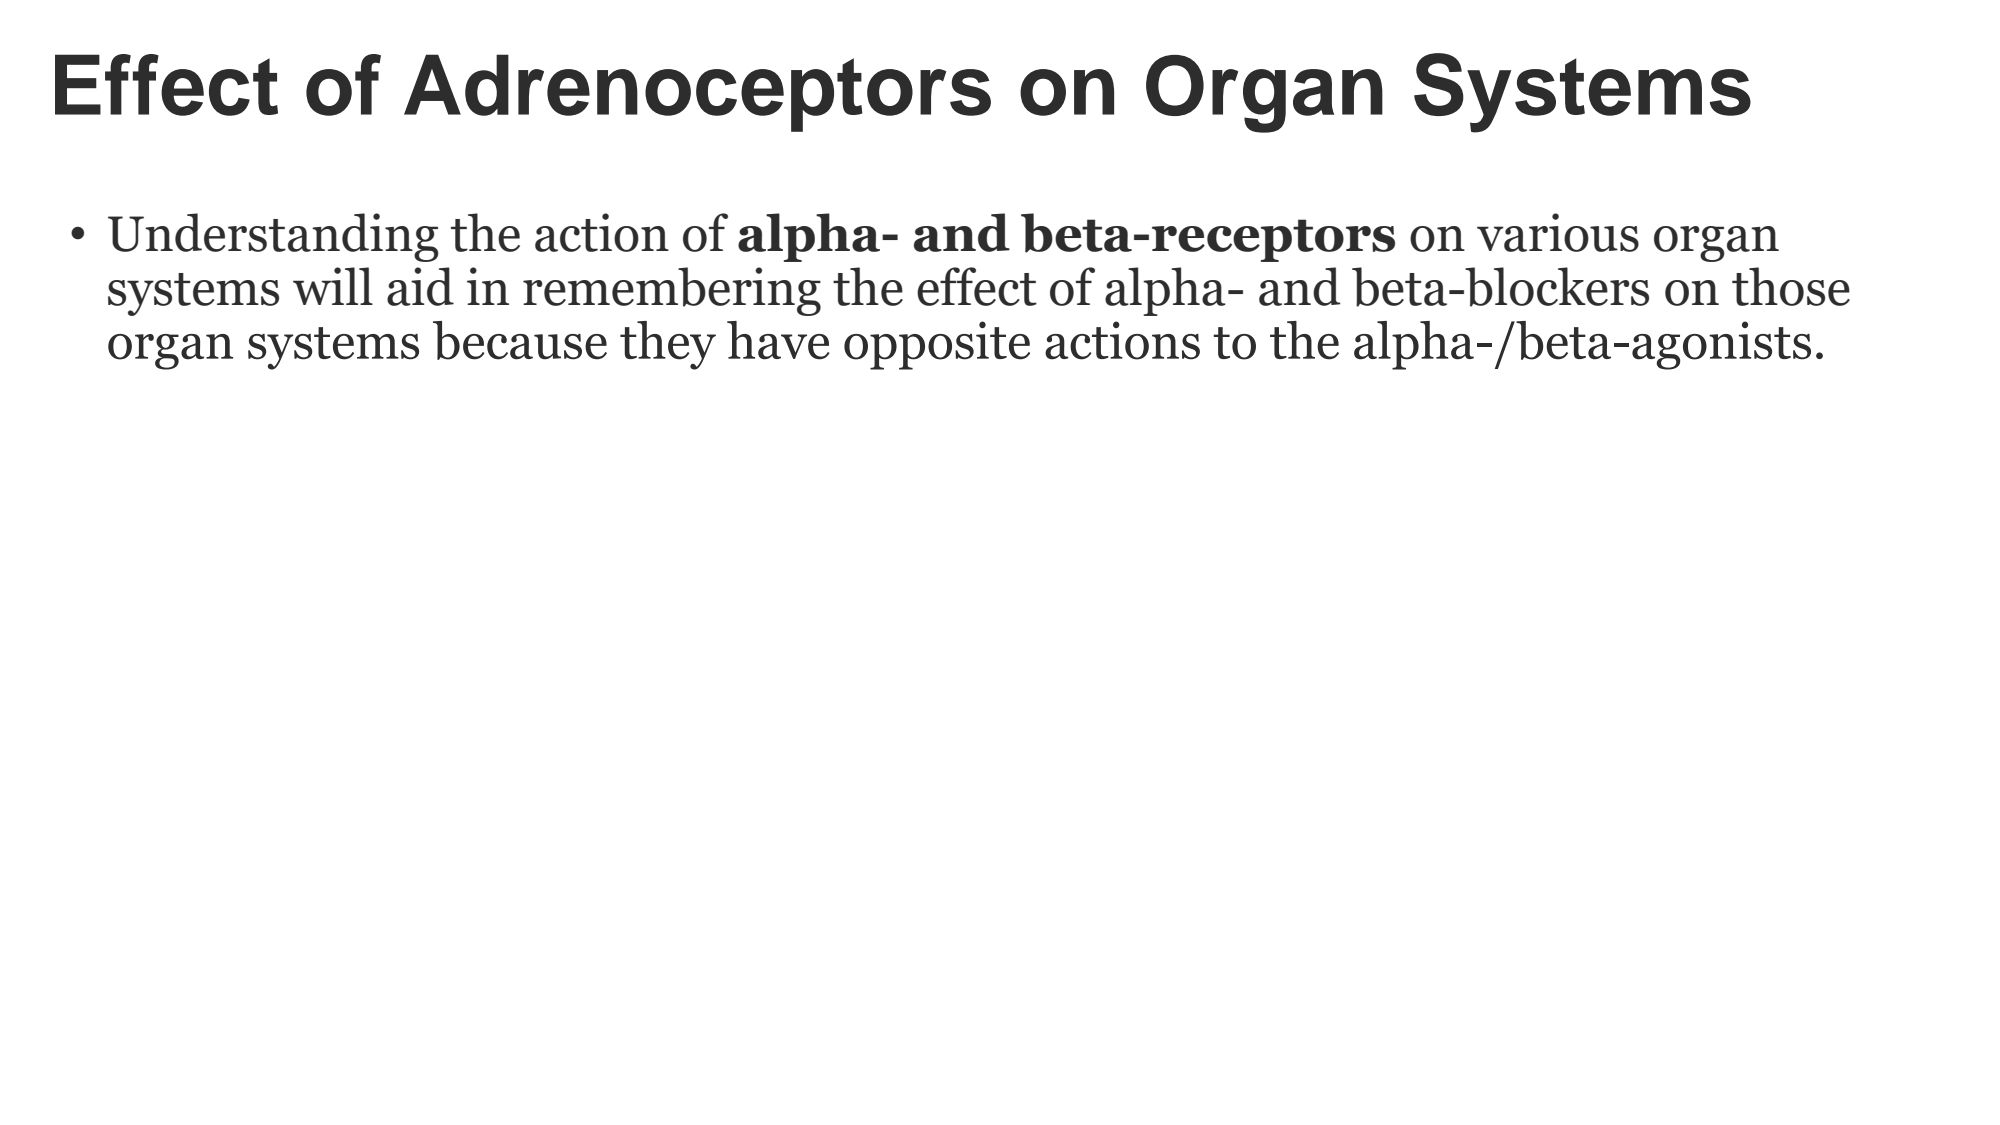 Effect of Adrenoceptors on Organ Systems
• Understanding the action of alpha- and beta-receptors on various organ
systems will aid in remembering the effect of alpha- and beta-blockers on those
organ systems because they have opposite actions to the alpha-/beta-agonists.